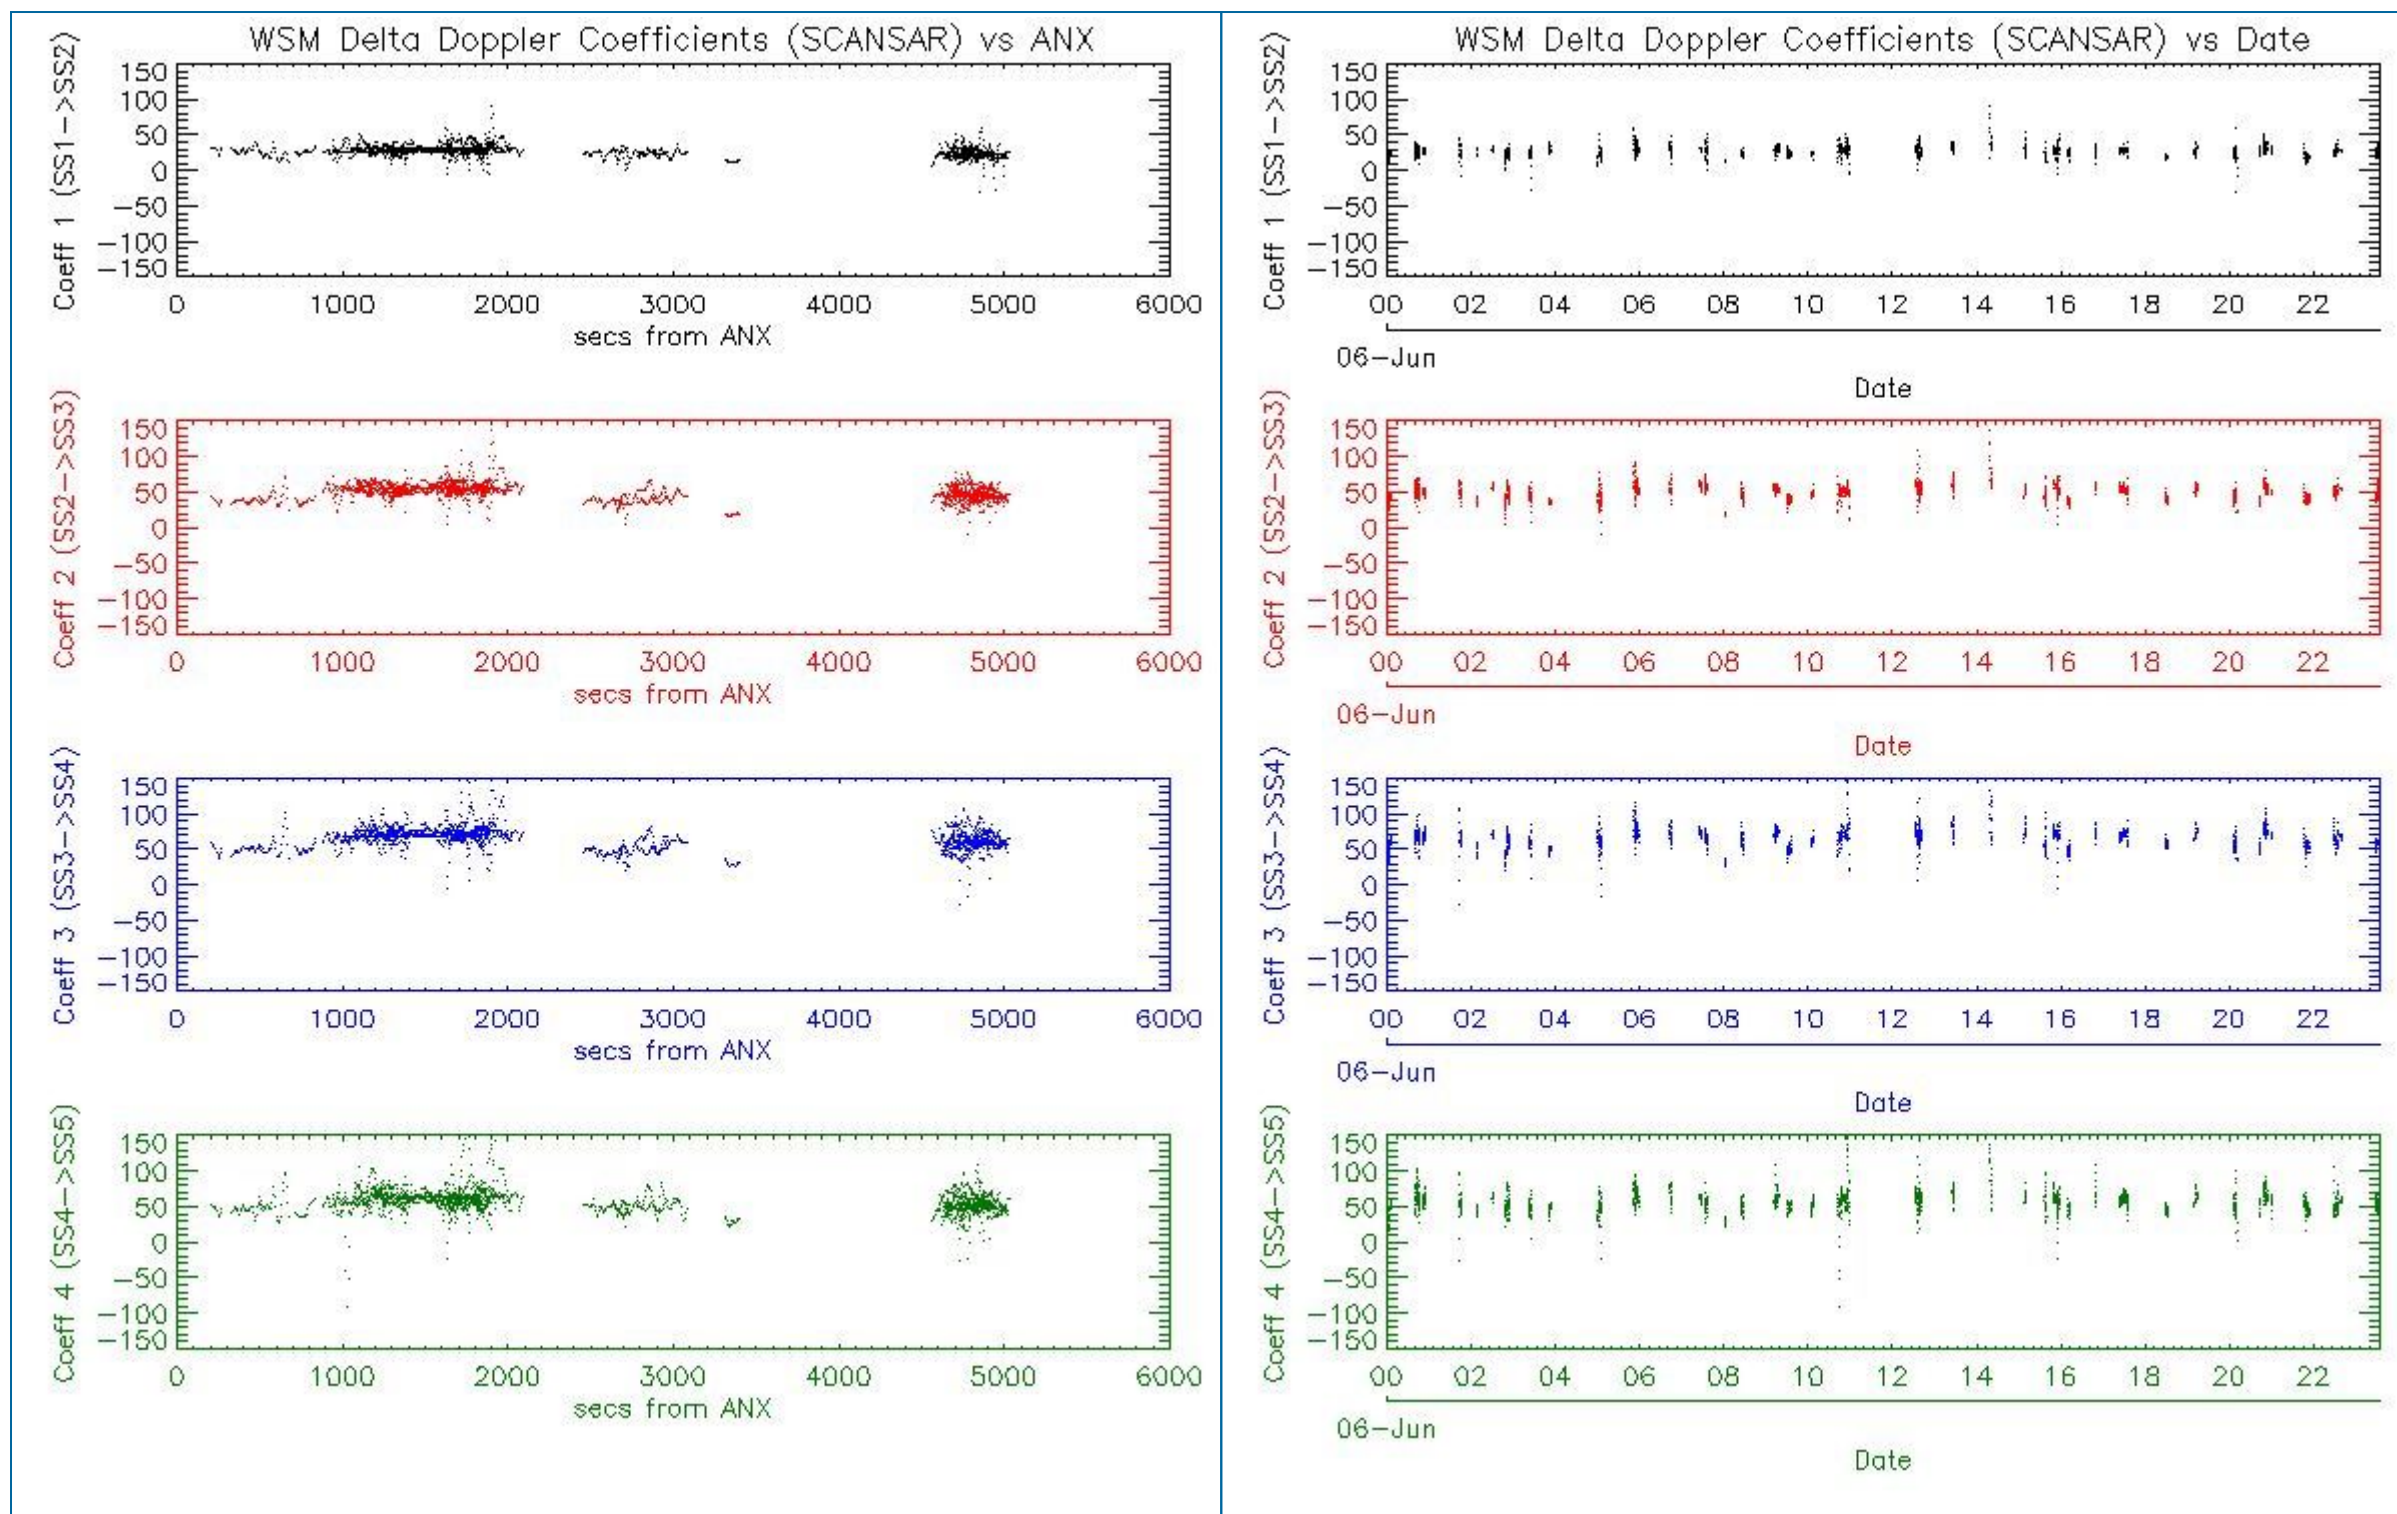 WSM Delta Doppler Coefficients (SCANSAR) vs ANX
Coeff 1 (SS1->SS2)
150
100
50
0
-50
-100
-150
0 1000 2000 3000 4000 5000 6000
secs from ANX
Coeff 2 (SS2->SS3)
150
100
50
0
-50
-100
-150
0 1000 2000 3000 4000 5000 6000
secs from ANX
Coeff 3 (SS3->SS4)
150
100
50
0
-50
-100
-150
0 1000 2000 3000 4000 5000 6000
secs from ANX
Coeff 4 (SS4->SS5)
150
100
50
0
-50
-100
-150
0 1000 2000 3000 4000 5000 6000
secs from ANX
WSM Delta Doppler Coefficients (SCANSAR) vs Date
Coeff 1 (SS1->SS2)
150
100
50
0
-50
-100
-150
00 02 04 06 08 10 12 14 16 18 20 22
06-Jun
Date
Coeff 2 (SS2->SS3)
150
100
50
0
-50
-100
-150
00 02 04 06 08 10 12 14 16 18 20 22
06-Jun
Date
Coeff 3 (SS3->SS4)
150
100
50
0
-50
-100
-150
00 02 04 06 08 10 12 14 16 18 20 22
06-Jun
Date
Coeff 4 (SS4->SS5)
150
100
50
0
-50
-100
-150
00 02 04 06 08 10 12 14 16 18 20 22
06-Jun
Date